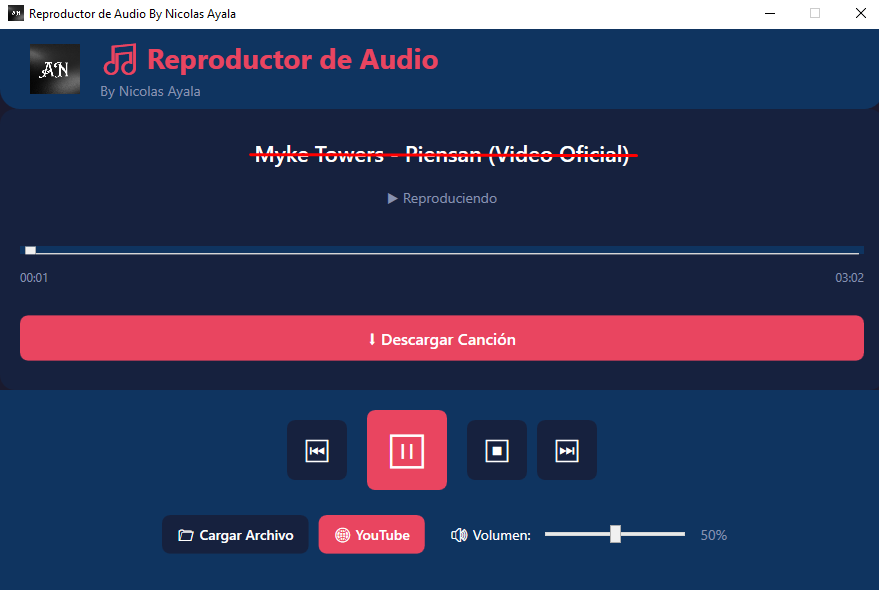 Reproductor de Audio By Nicolas Ayala
AN
Reproductor de Audio
By Nicolas Ayala
Myke Towers - Piensan (Video Oficial)
▶ Reproduciendo
00:01 03:02
⬇ Descargar Canción
Cargar Archivo YouTube Volumen: 50%